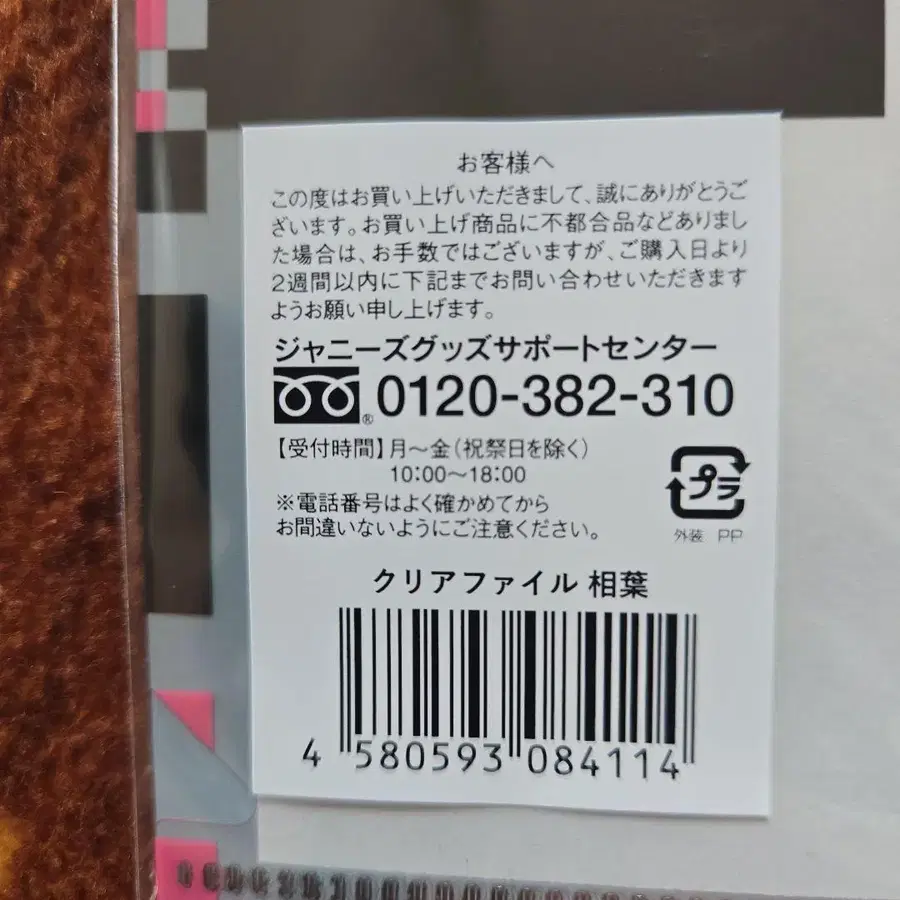 お客様へ
この度はお買い上げいただきまして、誠にありがとうご
ざいます。お買い上げ商品に不都合品などありまし
た場合は、お手数ではございますが、ご購入日より
2週間以内に下記までお問い合わせいただきます
ようお願い申し上げます。
ジャニーズグッズサポートセンター
® 0120-382-310
【受付時間】月〜金（祝祭日を除く）
10:00〜18:00
※電話番号はよく確かめてから
お間違いないようにご注意ください。
プラ
外装 PP
クリアファイル 相葉
4 580593 084114